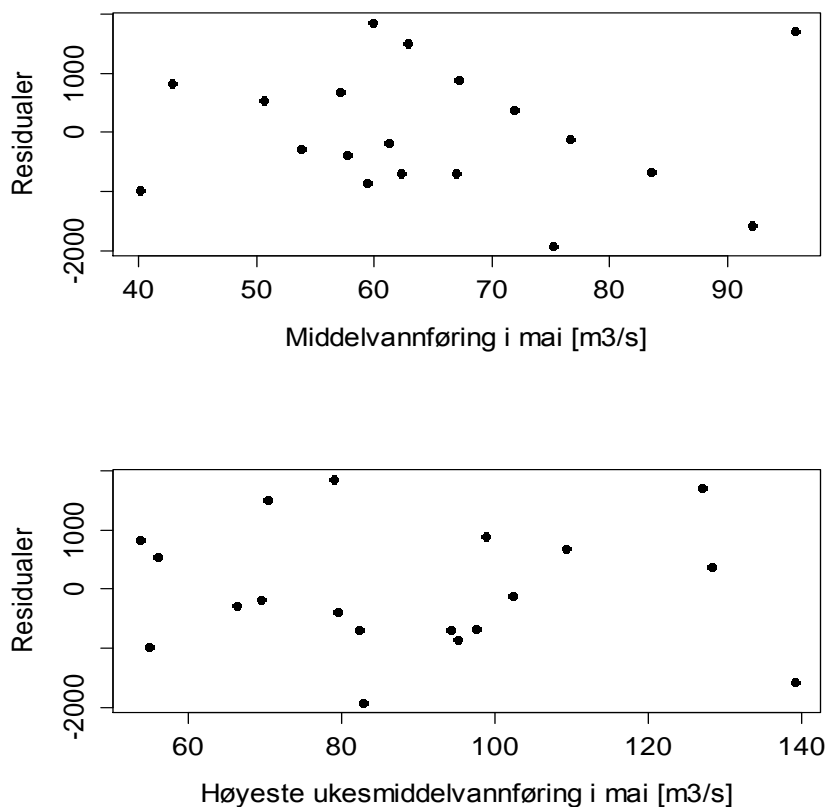 1000
0
-2000
Residualer
40 50 60 70 80 90
Middelvannføring i mai [m3/s]
1000
0
-2000
Residualer
60 80 100 120 140
Høyeste ukesmiddelvannføring i mai [m3/s]